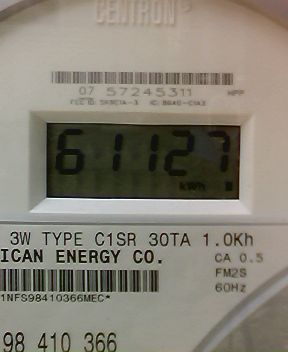 CENTRON
07 57245311 HPP
61127
kWh
3W TYPE C1SR 30TA 1.0Kh
ICAN ENERGY CO. CA 0.5
FM2S
60Hz
1NFS98410366MEC*
98 410 366